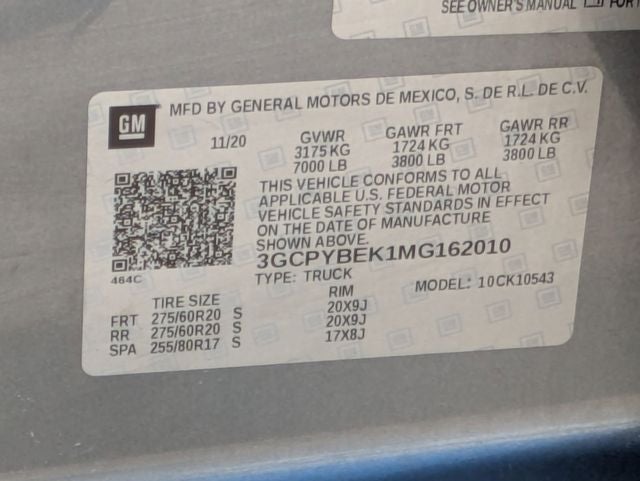 SEE OWNER'S MANUAL
GM
MFD BY GENERAL MOTORS DE MEXICO, S. DE R.L. DE C.V.
11/20
GVWR GAWR FRT GAWR RR
3175 KG 1724 KG 1724 KG
7000 LB 3800 LB 3800 LB
THIS VEHICLE CONFORMS TO ALL
APPLICABLE U.S. FEDERAL MOTOR
VEHICLE SAFETY STANDARDS IN EFFECT
ON THE DATE OF MANUFACTURE
SHOWN ABOVE.
3GCPYBEK1MG162010
464C
TYPE: TRUCK MODEL: 10CK10543
TIRE SIZE RIM
FRT 275/60R20 S 20X9J
RR 275/60R20 S 20X9J
SPA 255/80R17 S 17X8J